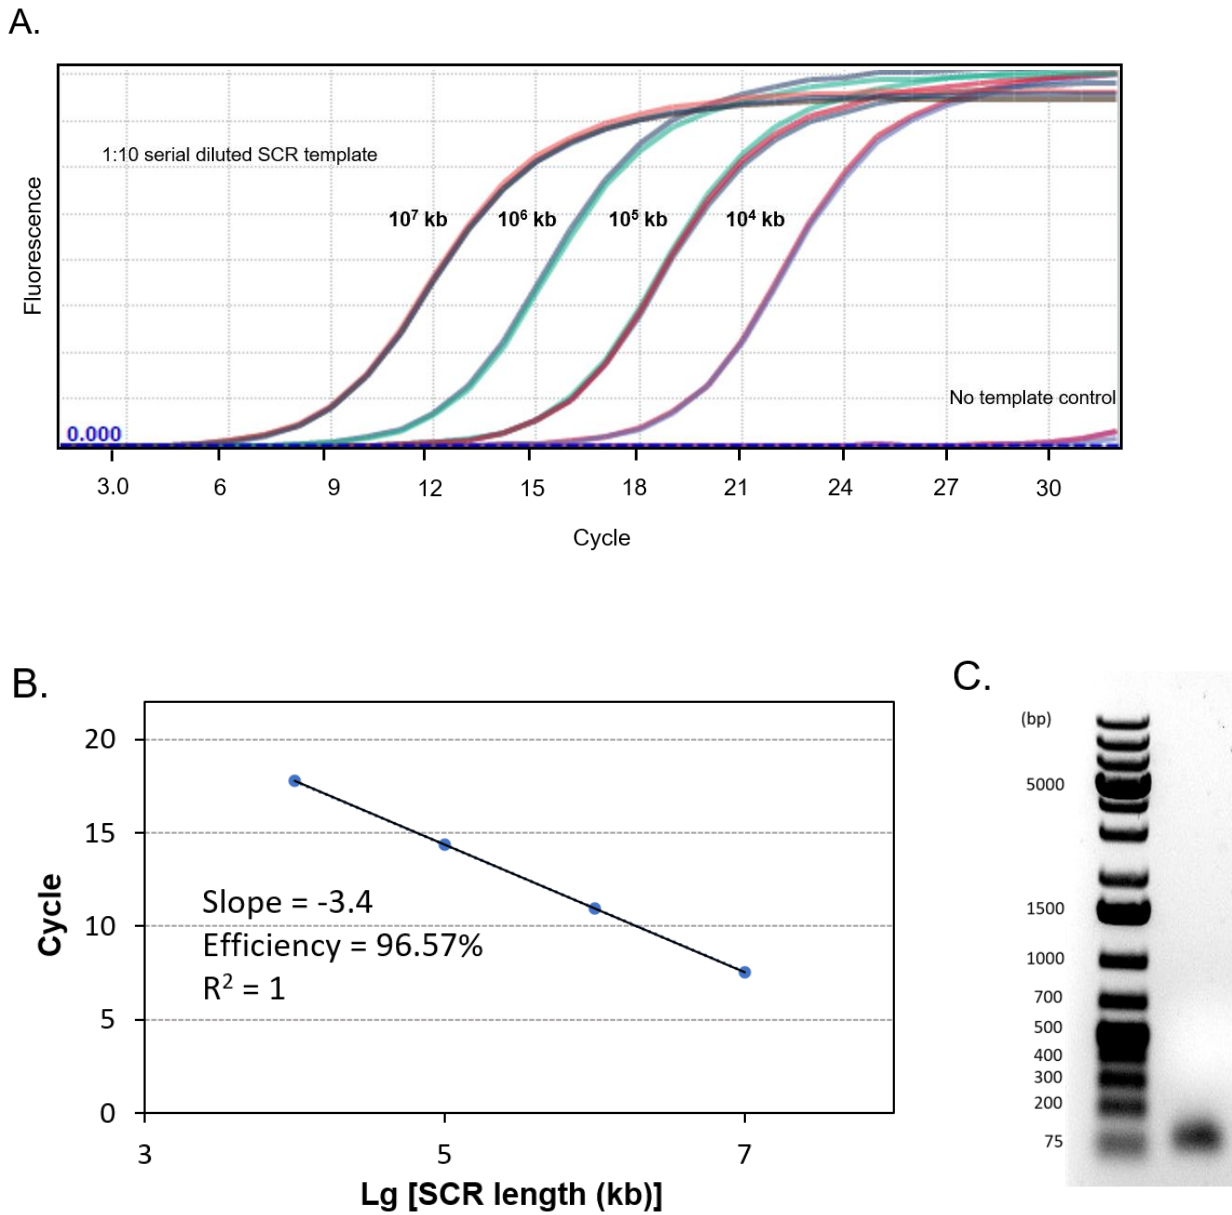 A.
1:10 serial diluted SCR template
10⁷ kb 10⁶ kb 10⁵ kb 10⁴ kb
Fluorescence
No template control
0.000
3.0 6 9 12 15 18 21 24 27 30
Cycle
B.
20
15
10
5
0
Cycle
Slope = -3.4
Efficiency = 96.57%
R² = 1
3 5 7
Lg [SCR length (kb)]
C.
(bp)
5000
1500
1000
700
500
400
300
200
75